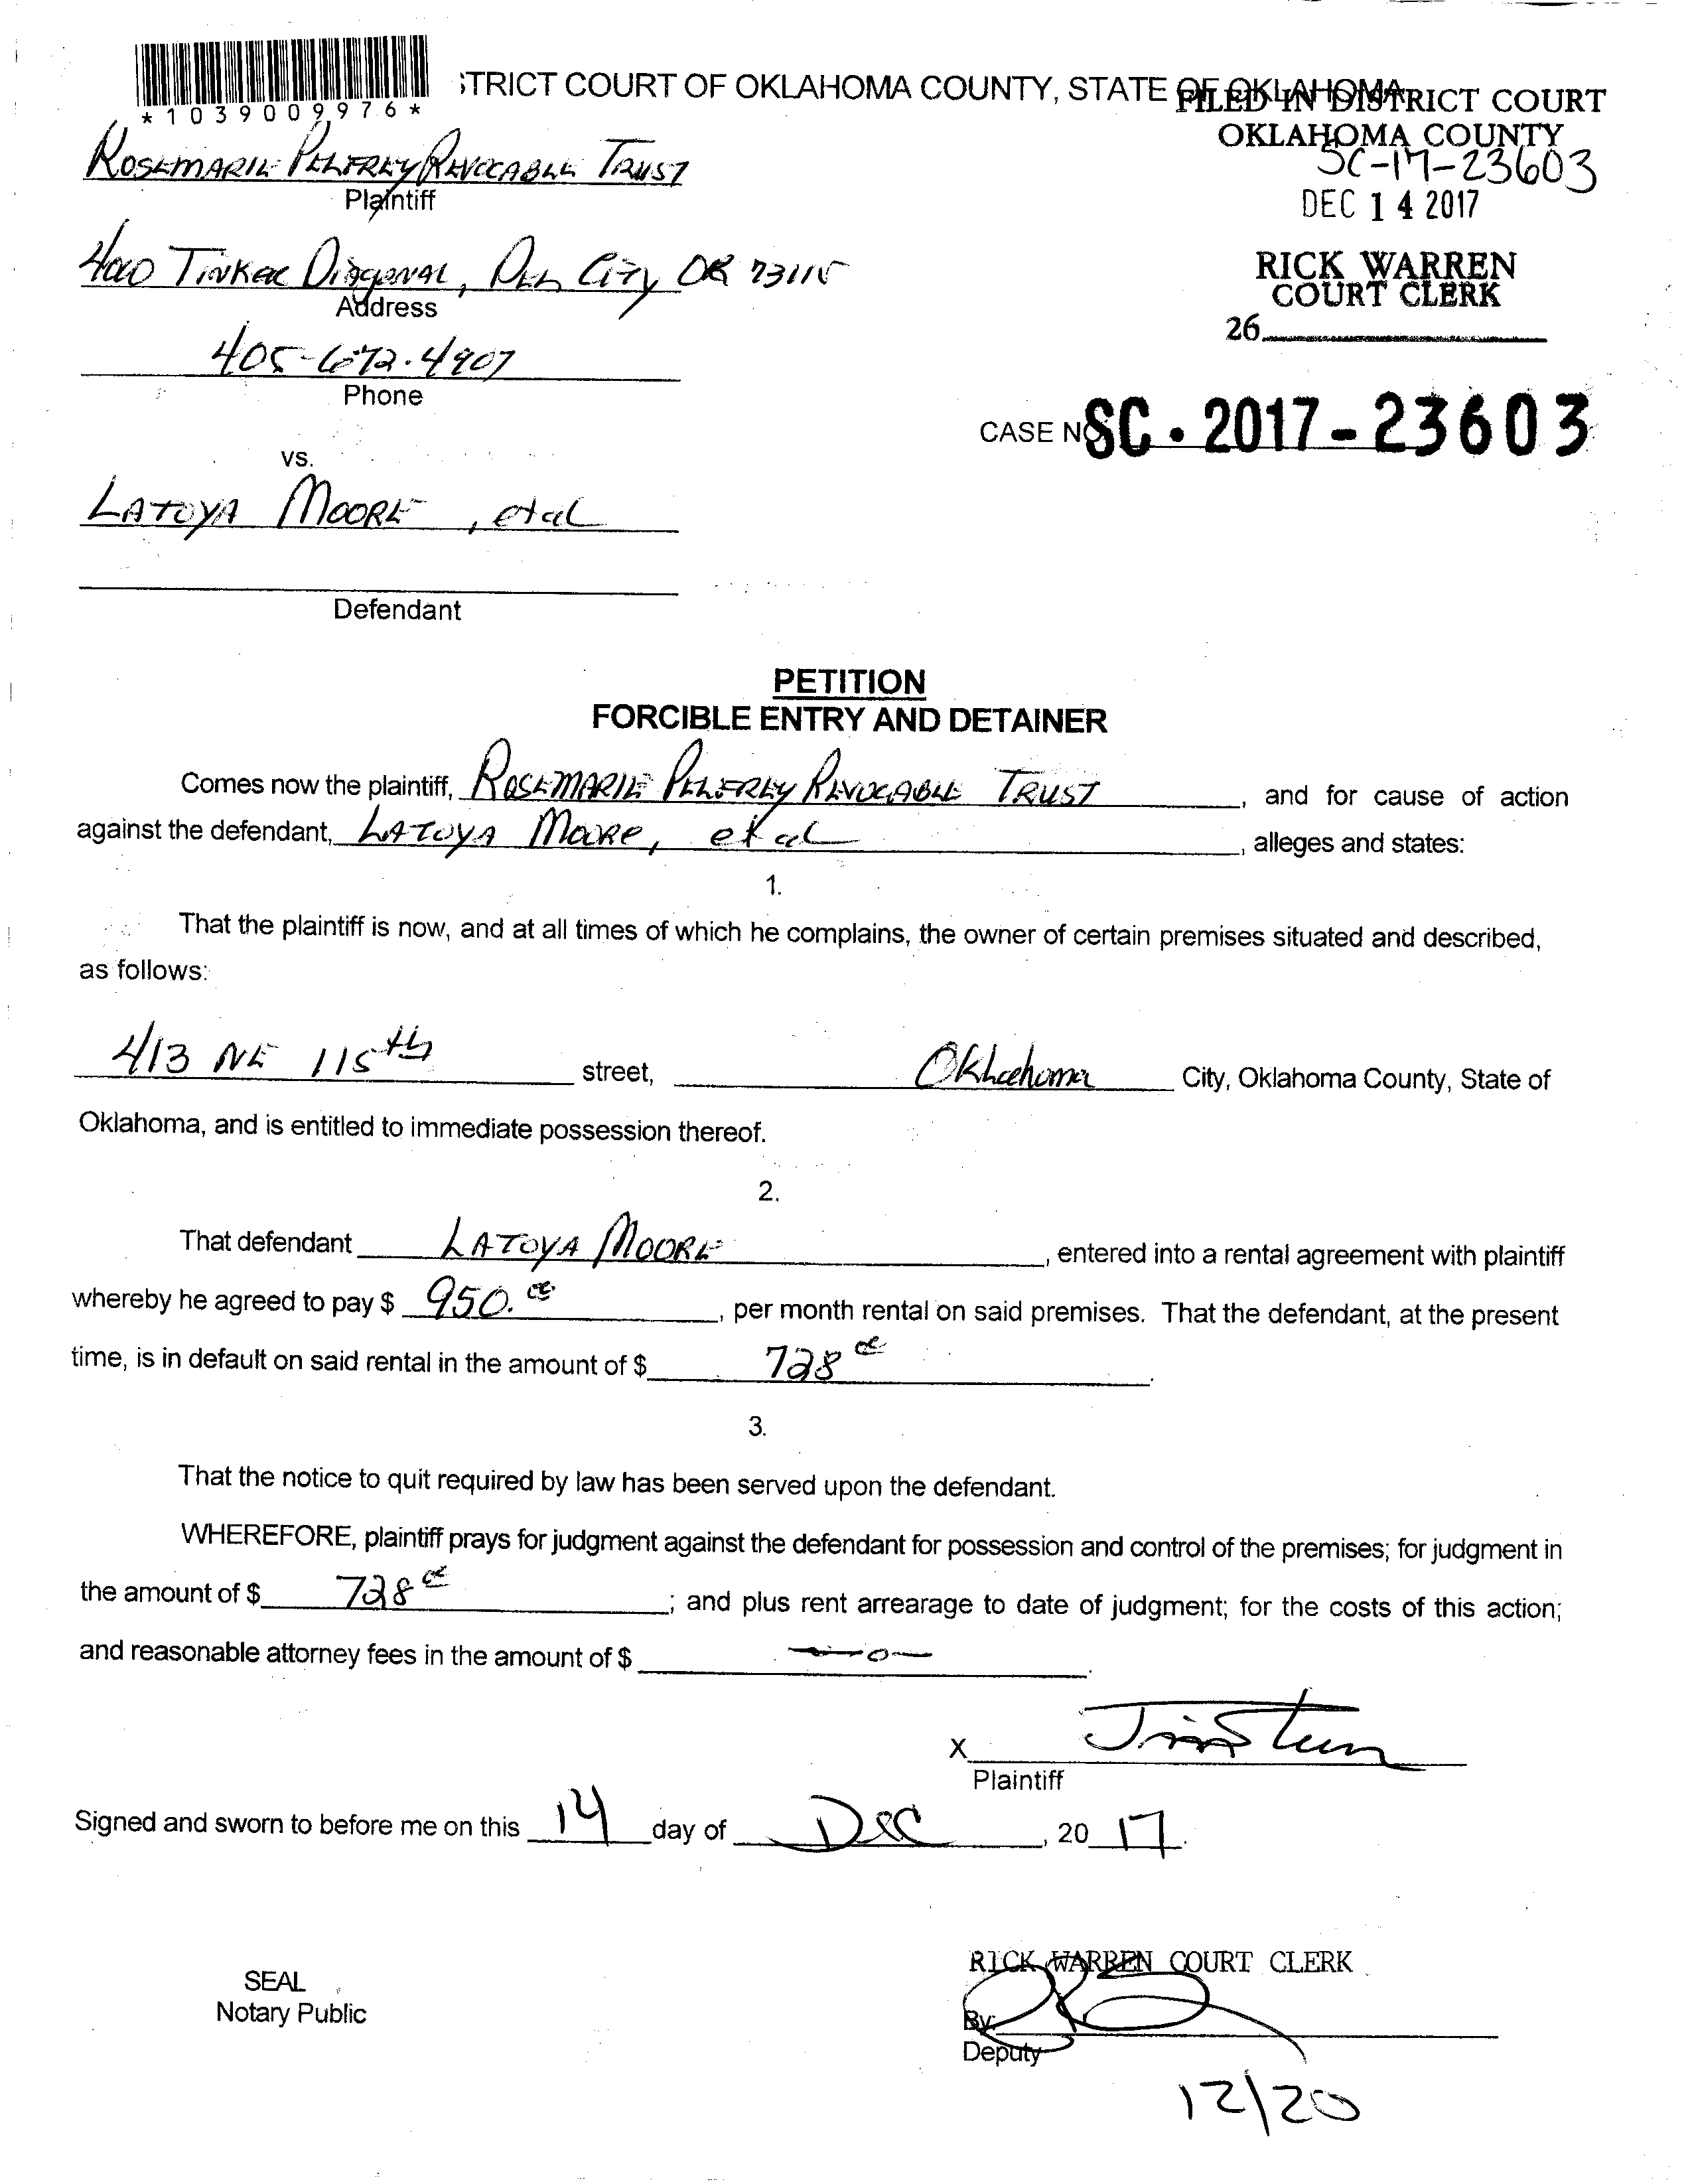 *1039009976*
STRICT COURT OF OKLAHOMA COUNTY, STATE OF OKLAHOMA
FILED IN DISTRICT COURT
OKLAHOMA COUNTY
SC-17-23603
DEC 14 2017
RICK WARREN
COURT CLERK
26
ROSEMARIE PELFREY REVOCABLE TRUST
Plaintiff
Tinker Diagonal, Del City OK 73115
Address
405-672-4907
Phone
CASE NO SC-2017-23603
vs.
LATOYA MOORE, et al
Defendant
PETITION
FORCIBLE ENTRY AND DETAINER
Comes now the plaintiff, ROSEMARIE PELFREY REVOCABLE TRUST, and for cause of action
against the defendant, LATOYA MOORE, et al, alleges and states:
1.
That the plaintiff is now, and at all times of which he complains, the owner of certain premises situated and described,
as follows:
413 NE 115th street, Oklahoma City, Oklahoma County, State of
Oklahoma, and is entitled to immediate possession thereof.
2.
That defendant LATOYA MOORE, entered into a rental agreement with plaintiff
whereby he agreed to pay $ 950.00, per month rental on said premises. That the defendant, at the present
time, is in default on said rental in the amount of $ 728 00.
3.
That the notice to quit required by law has been served upon the defendant.
WHEREFORE, plaintiff prays for judgment against the defendant for possession and control of the premises; for judgment in
the amount of $ 728 00; and plus rent arrearage to date of judgment; for the costs of this action;
and reasonable attorney fees in the amount of $ -0-.
X
Plaintiff
Signed and sworn to before me on this 14 day of Dec, 2017.
RICK WARREN COURT CLERK
SEAL
Notary Public
By:
Deputy
12/20